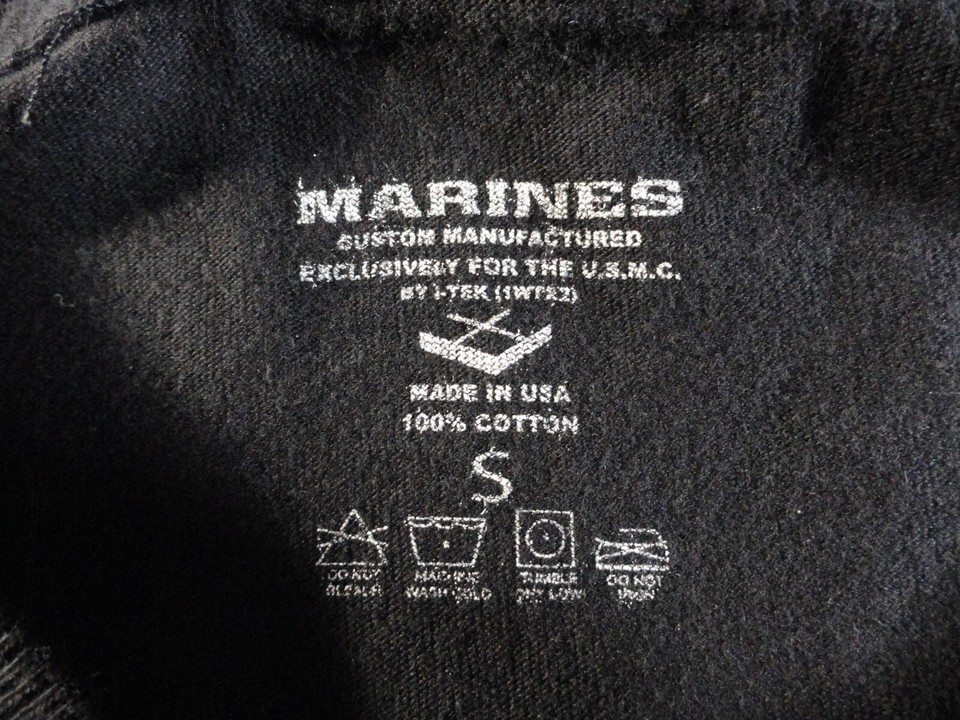 MARINES
CUSTOM MANUFACTURED
EXCLUSIVELY FOR THE U.S.M.C.
BY I-TEK (1WTX2)
MADE IN USA
100% COTTON
S
DO NOT BLEACH
MACHINE WASH COLD
TUMBLE DRY LOW
DO NOT IRON